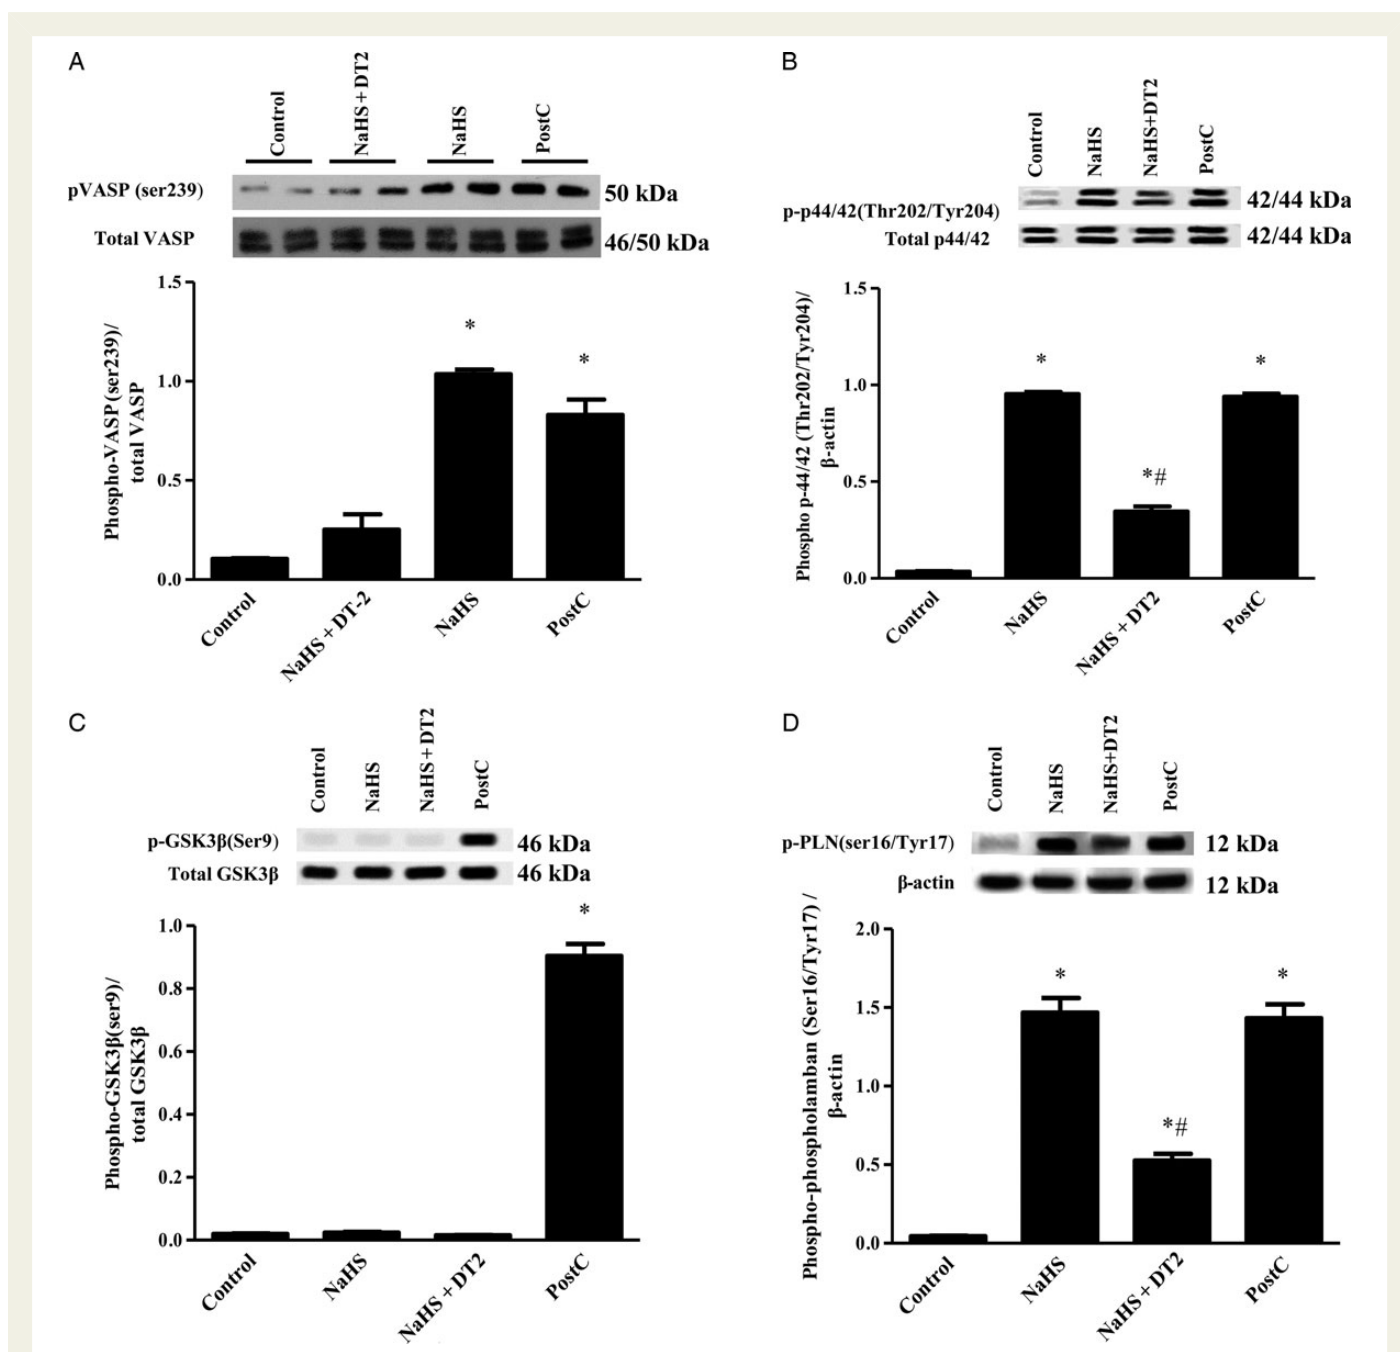 A
Control
NaHS + DT2
NaHS
PostC
pVASP (ser239)
50 kDa
Total VASP
46/50 kDa
Phospho-VASP (ser239)/
total VASP
1.5
*
*
1.0
0.5
0.0
Control
NaHS + DT-2
NaHS
PostC
B
Control
NaHS
NaHS+DT2
PostC
p-p44/42(Thr202/Tyr204)
42/44 kDa
Total p44/42
42/44 kDa
Phospho p-44/42 (Thr202/Tyr204)/
β-actin
1.5
*
*
1.0
*#
0.5
0.0
Control
NaHS
NaHS + DT2
PostC
C
Control
NaHS
NaHS + DT2
PostC
p-GSK3β(Ser9)
46 kDa
Total GSK3β
46 kDa
Phospho-GSK3β(ser9)/
total GSK3β
*
1.0
0.8
0.6
0.4
0.2
0.0
Control
NaHS
NaHS + DT2
PostC
D
Control
NaHS
NaHS+DT2
PostC
p-PLN(ser16/Tyr17)
12 kDa
β-actin
12 kDa
Phospho-phospholamban (Ser16/Tyr17) /
β-actin
2.0
*
*
1.5
1.0
*#
0.5
0.0
Control
NaHS
NaHS + DT2
PostC